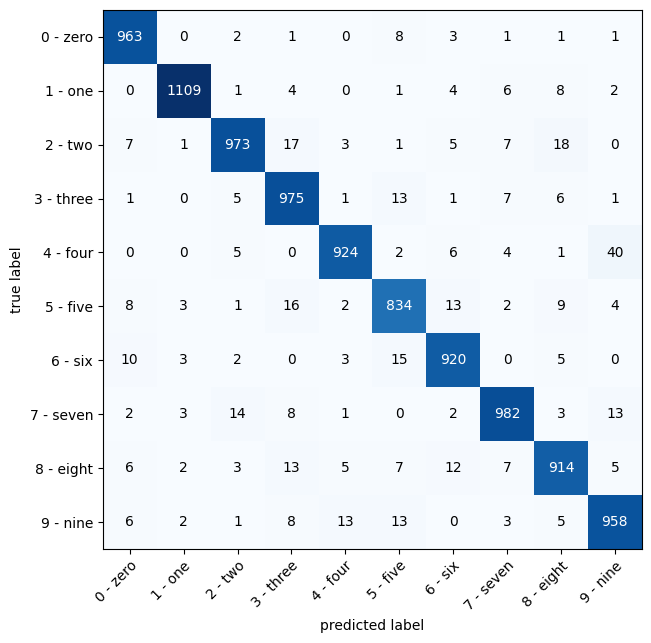 0 - zero 963 0 2 1 0 8 3 1 1 1
1 - one 0 1109 1 4 0 1 4 6 8 2
2 - two 7 1 973 17 3 1 5 7 18 0
3 - three 1 0 5 975 1 13 1 7 6 1
4 - four 0 0 5 0 924 2 6 4 1 40
true label
5 - five 8 3 1 16 2 834 13 2 9 4
6 - six 10 3 2 0 3 15 920 0 5 0
7 - seven 2 3 14 8 1 0 2 982 3 13
8 - eight 6 2 3 13 5 7 12 7 914 5
9 - nine 6 2 1 8 13 13 0 3 5 958
0 - zero 1 - one 2 - two 3 - three 4 - four 5 - five 6 - six 7 - seven 8 - eight 9 - nine
predicted label